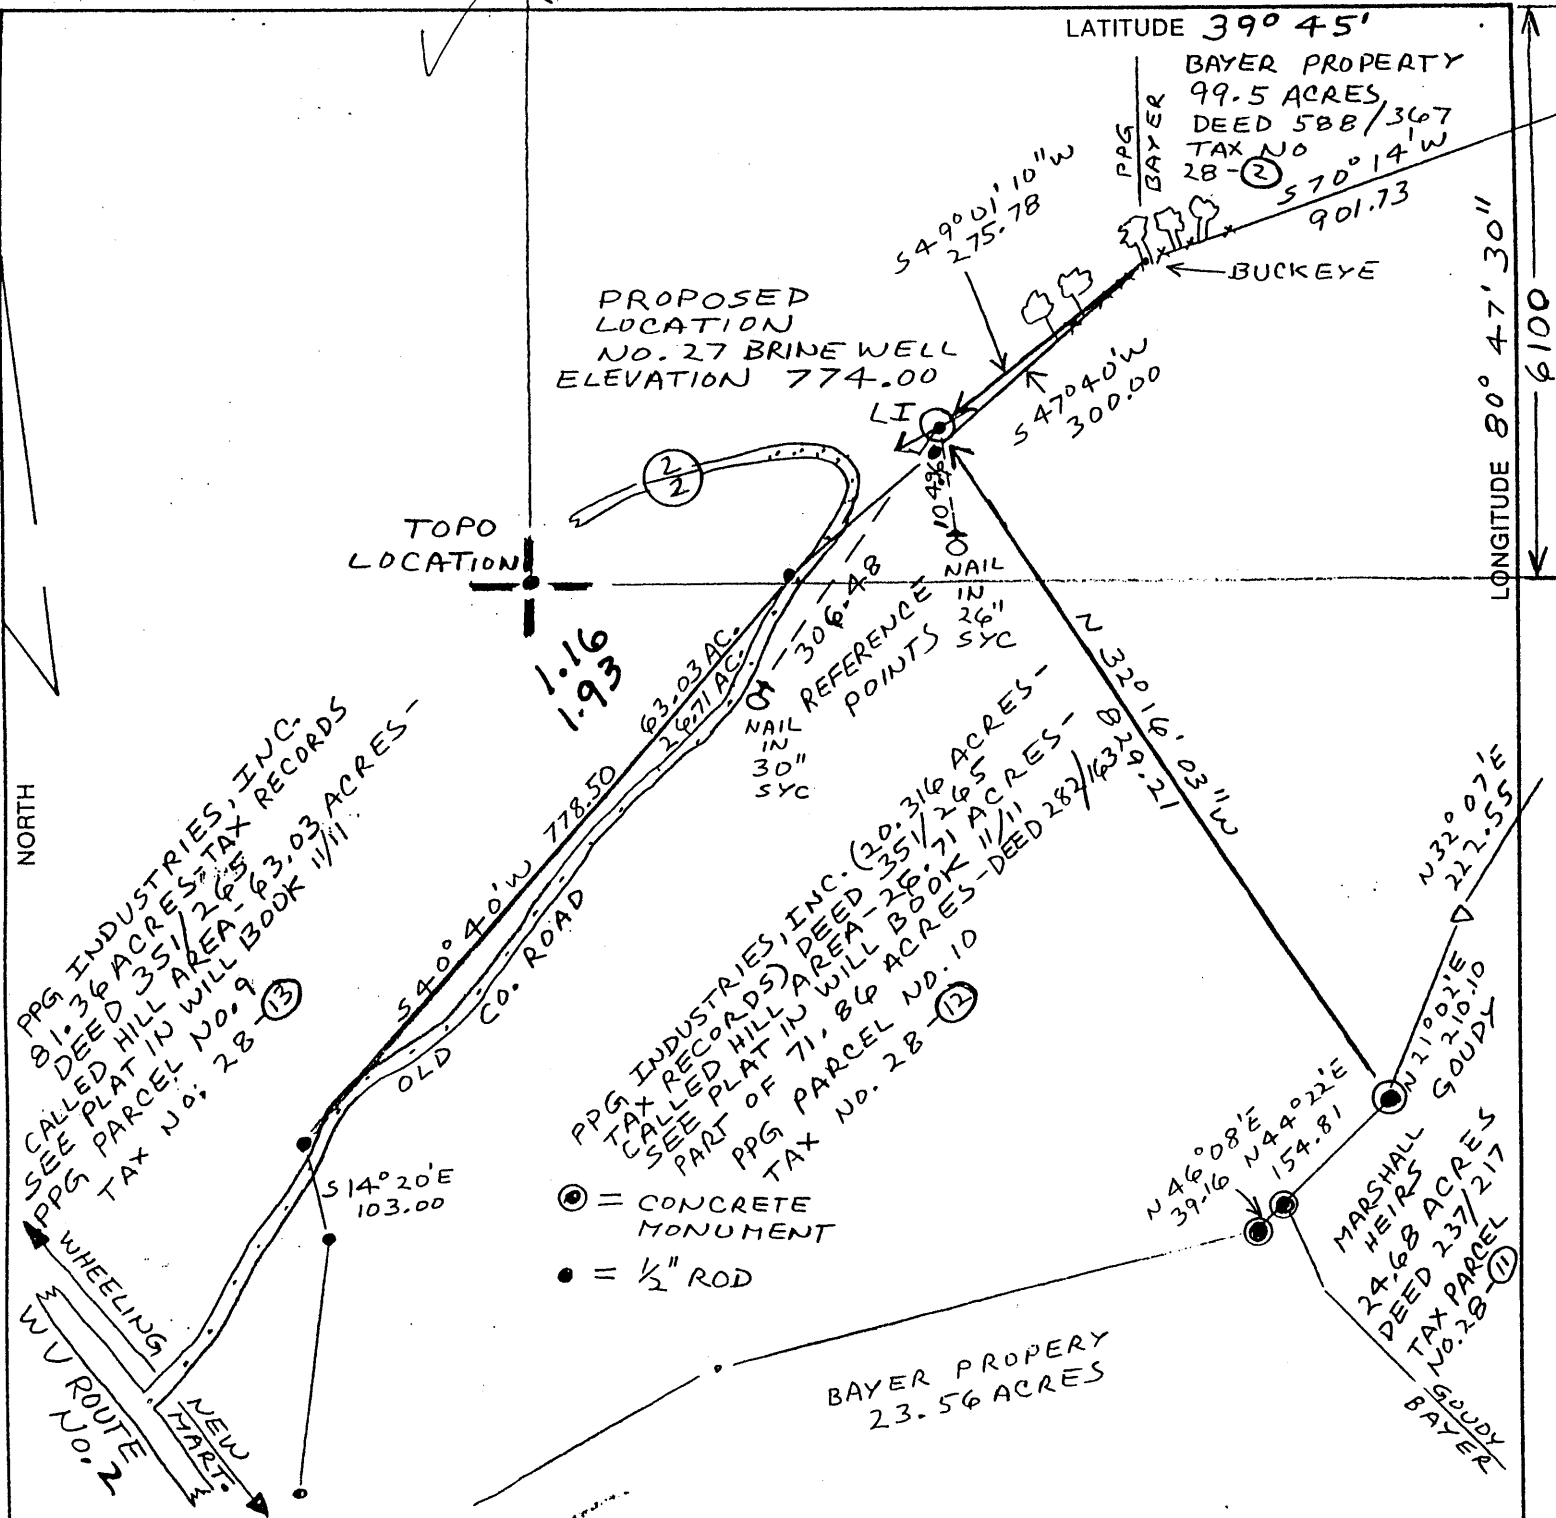 LATITUDE 39° 45'
BAYER PROPERTY
99.5 ACRES
DEED 588/367
TAX NO
28-②
PPG
BAYER
S70° 14'W
901.73
BUCKEYE
S49° 01' 10"W
275.78
S47° 40'W
300.00
LONGITUDE 80° 47' 30"
6100
PROPOSED
LOCATION
NO. 27 BRINE WELL
ELEVATION 774.00
LI
2
2
TOPO
LOCATION
1.16
1.93
NAIL
IN
26"
SYC
306.48
REFERENCE
POINTS
NAIL
IN
30"
SYC
N 32° 16' 03"W
829.21
63.03 AC.
26.71 AC.
778.50
S40° 40'W
OLD CO. ROAD
NORTH
PPG INDUSTRIES, INC.
81.36 ACRES-TAX RECORDS
DEED 351/265
CALLED HILL AREA-63.03 ACRES-
SEE PLAT IN WILL BOOK 11/11
PPG PARCEL NO. 9
TAX NO. 28-⑬
PPG INDUSTRIES, INC. (20.316 ACRES-
TAX RECORDS) DEED 351/265
CALLED HILL AREA-26.71 ACRES-
SEE PLAT IN WILL BOOK 11/11
PART OF 71.86 ACRES-DEED 282/163
PPG PARCEL NO. 10
TAX NO. 28-⑫
N32° 07'E
222.55
N21° 02'E
210.10
GOUDY
N44° 22'E
154.81
N46° 08'E
39.16
MARSHALL
HEIRS
24.68 ACRES
DEED 237/217
TAX PARCEL
NO. 28-⑪
GOUDY
BAYER
S14° 20'E
103.00
= CONCRETE
MONUMENT
= 1/2" ROD
BAYER PROPERY
23.56 ACRES
WHEELING
WV ROUTE
NO. 2
NEW
MART.